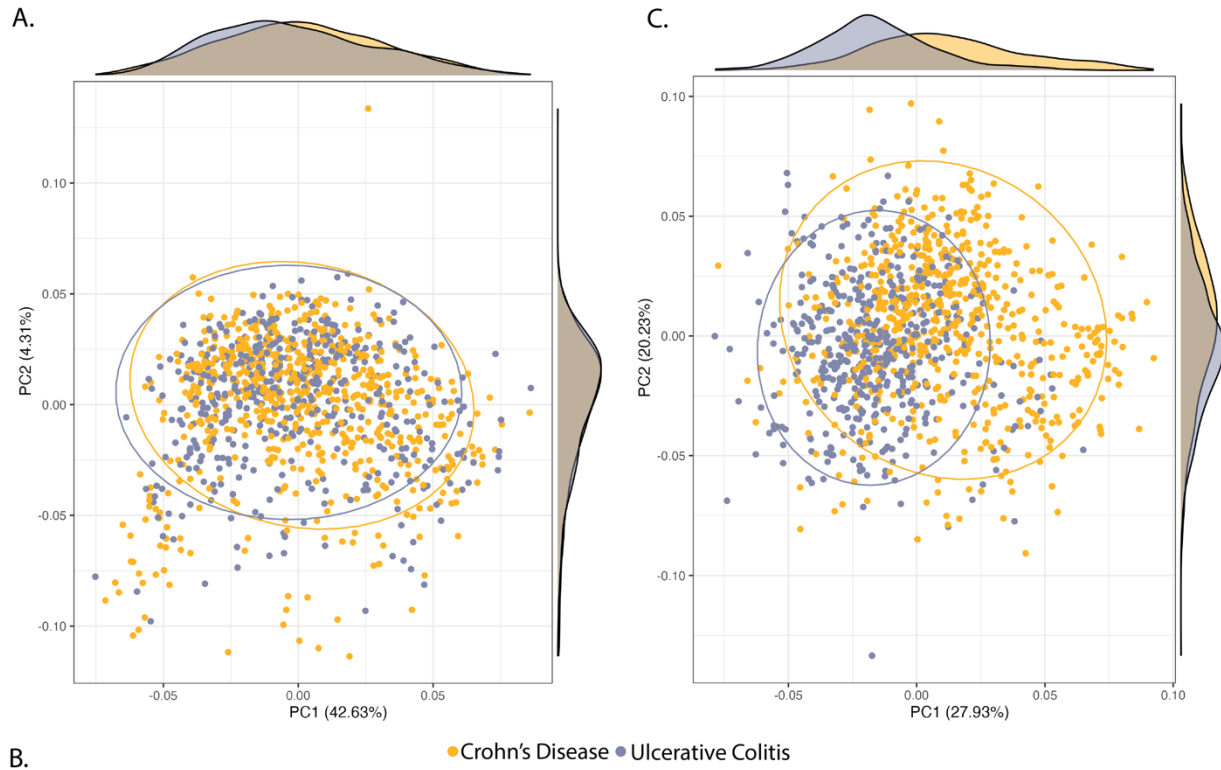 A.
C.
0.10
0.05
0.00
-0.05
-0.10
PC2 (4.31%)
-0.05
0.00
0.05
PC1 (42.63%)
0.10
0.05
0.00
-0.05
-0.10
PC2 (20.23%)
-0.05
0.00
0.05
0.10
PC1 (27.93%)
B.
Crohn's Disease Ulcerative Colitis